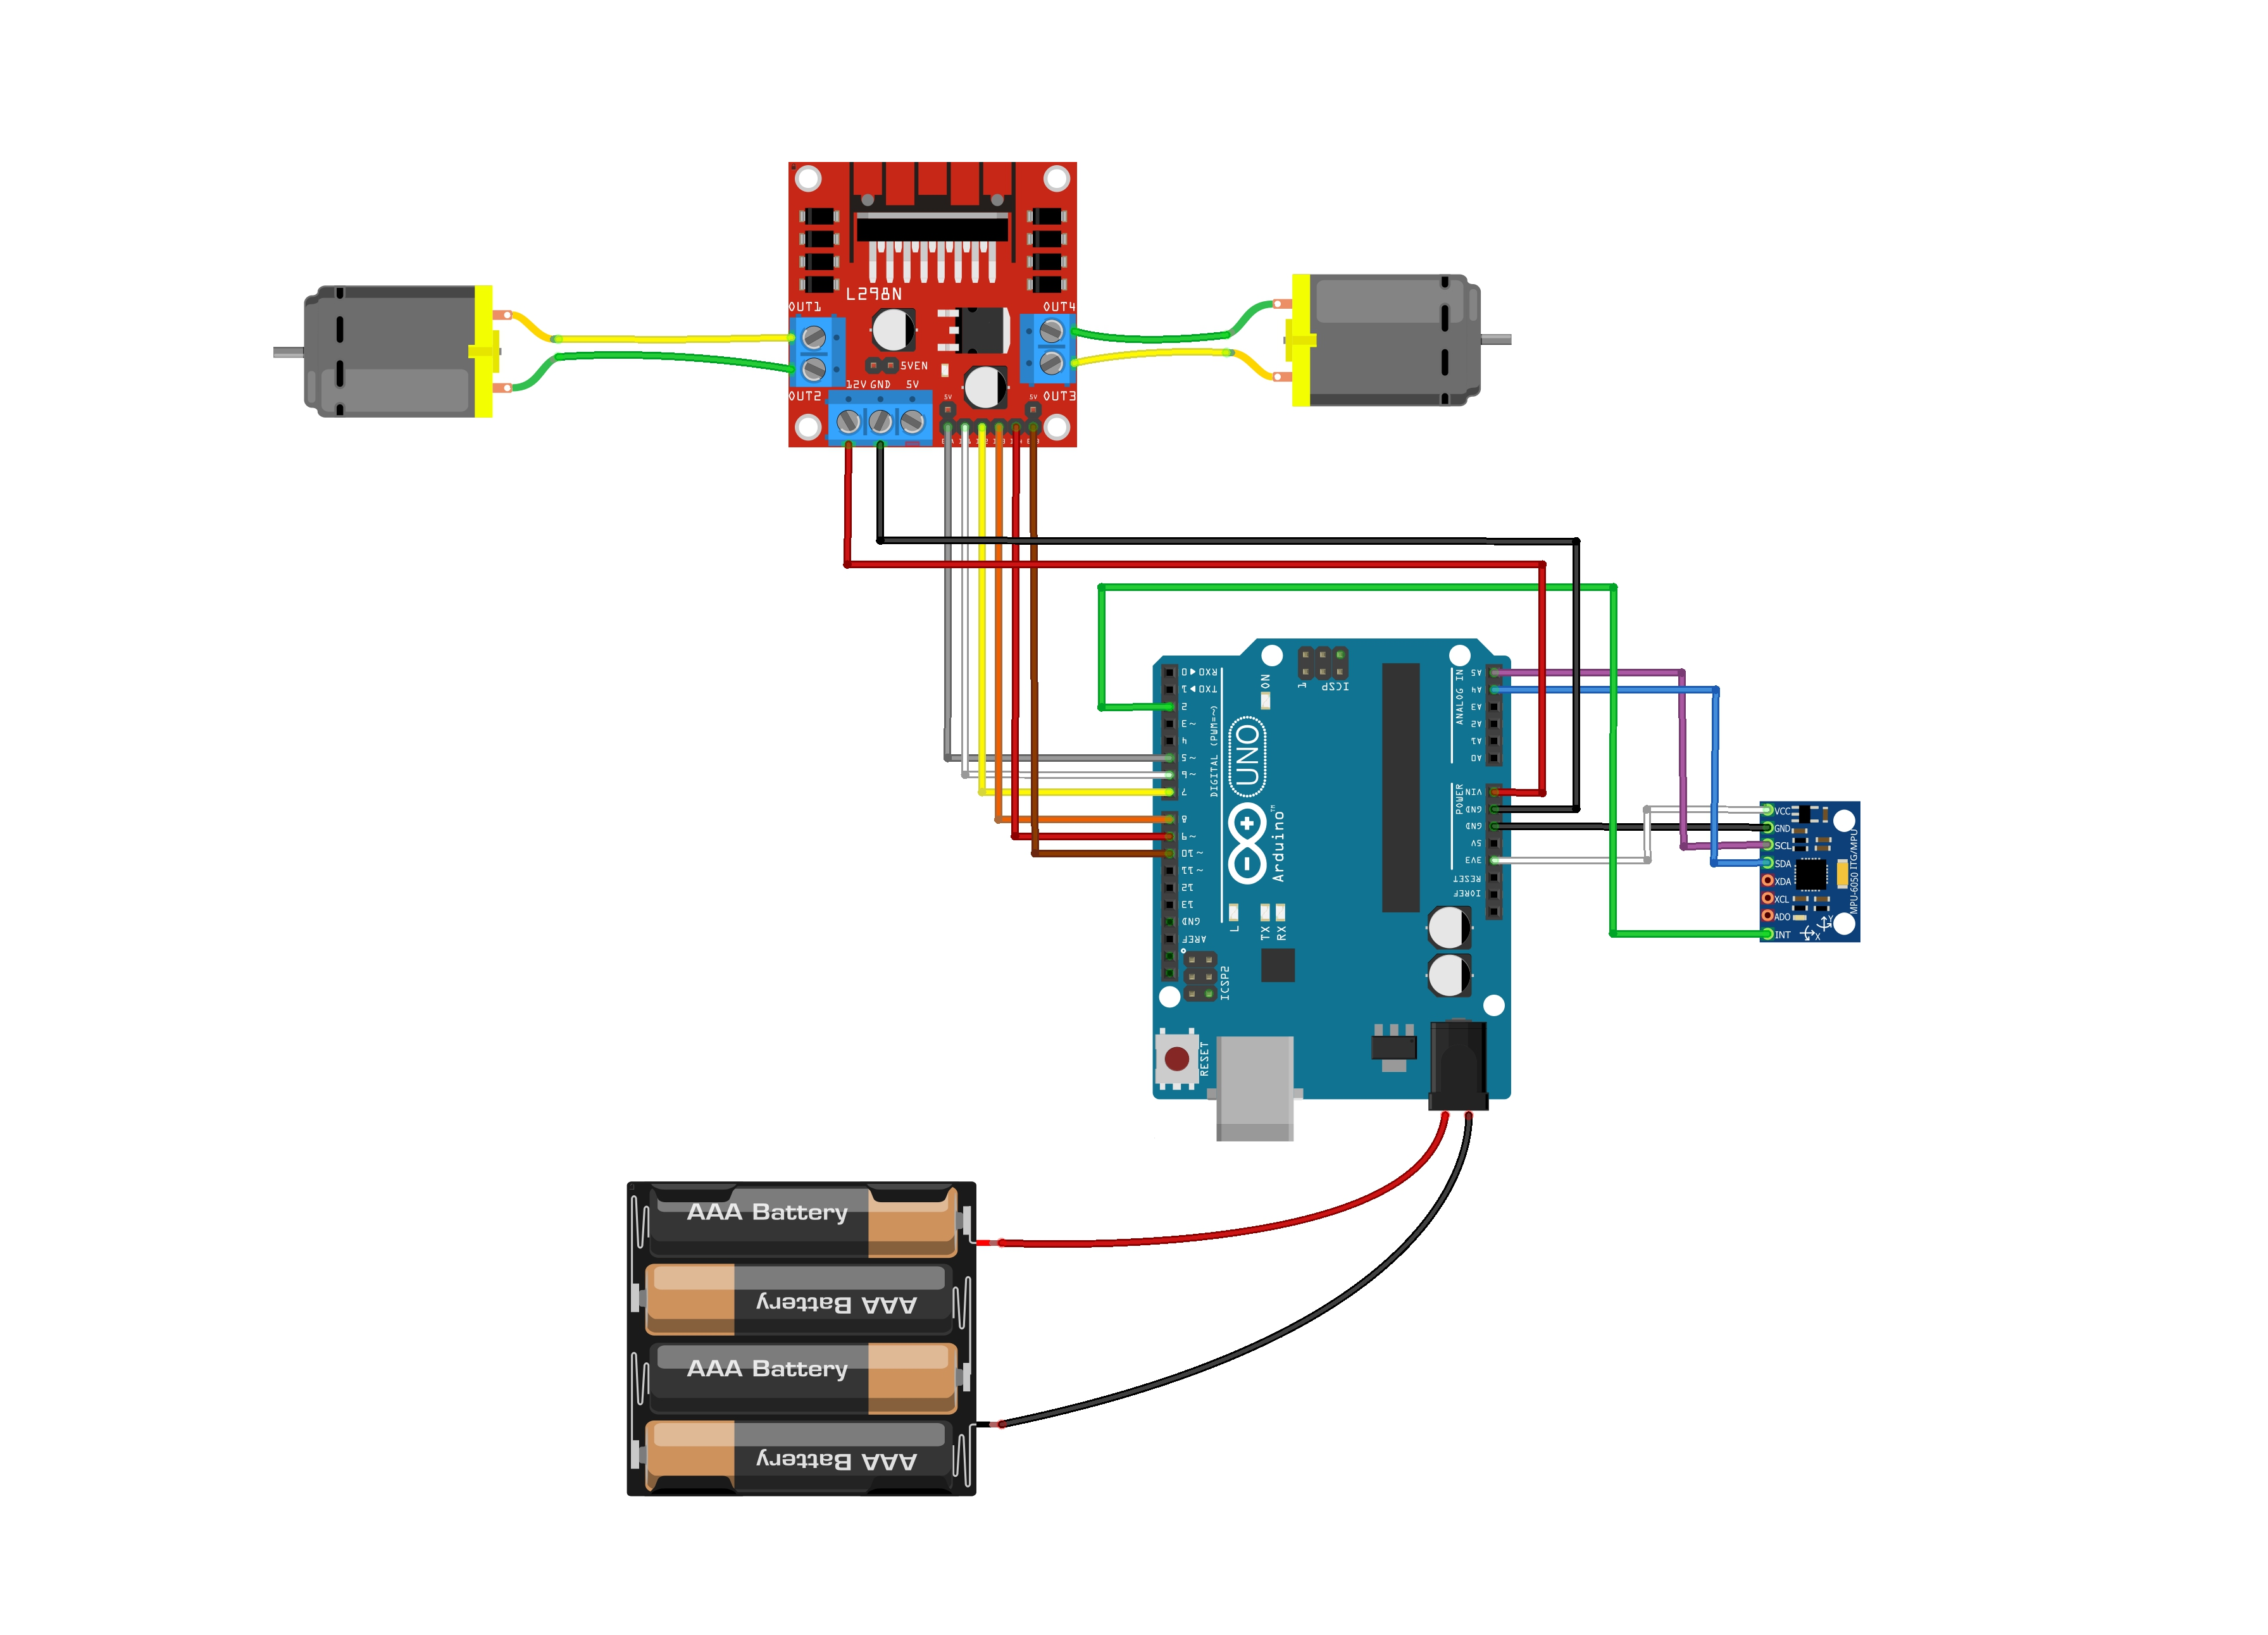 L298N
OUT1
OUT4
5VEN
12V GND 5V
OUT2
OUT3
5V
5V
RX0 ▶ 0
TX0 ◀ 1
2
~ 3
4
~ 5
~ 6
7
8
~ 9
~ 10
~ 11
12
13
GND
AREF
DIGITAL (PWM=~)
ON
1
ICSP
UNO
Arduino™
L
TX
RX
ICSP2
RESET
ANALOG IN
A5
A4
A3
A2
A1
A0
POWER
VIN
GND
GND
5V
3V3
RESET
IOREF
VCC
GND
SCL
SDA
XDA
XCL
ADO
INT
MPU-6050 ITG/MPU
Y
X
AAA Battery
AAA Battery
AAA Battery
AAA Battery